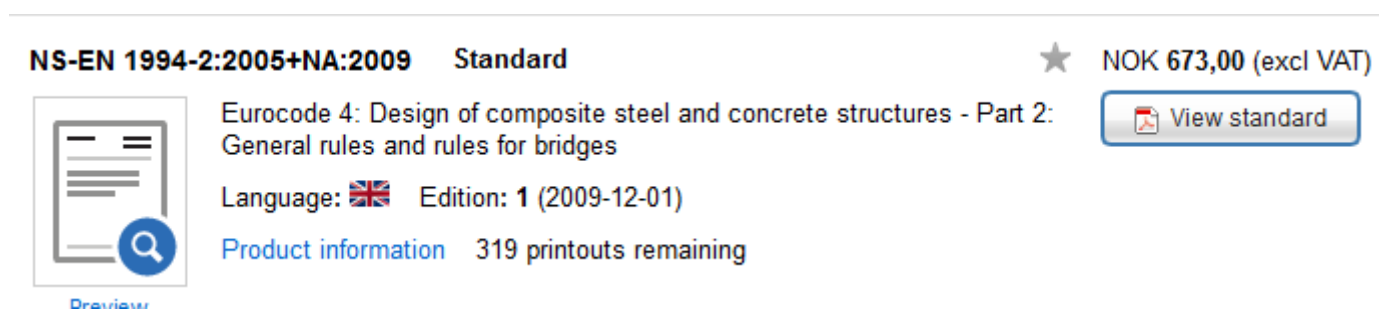 NS-EN 1994-2:2005+NA:2009 Standard NOK 673,00 (excl VAT)
Eurocode 4: Design of composite steel and concrete structures - Part 2: View standard
General rules and rules for bridges
Language: Edition: 1 (2009-12-01)
Product information 319 printouts remaining
Preview